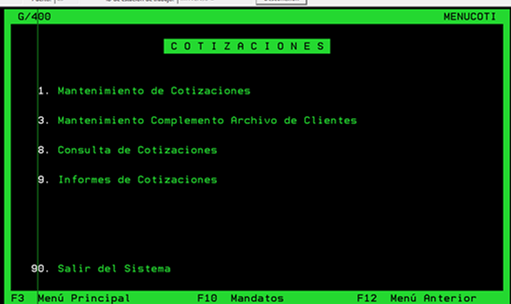 G/400 MENUCOTI
C O T I Z A C I O N E S
1. Mantenimiento de Cotizaciones
3. Mantenimiento Complemento Archivo de Clientes
8. Consulta de Cotizaciones
9. Informes de Cotizaciones
90. Salir del Sistema
F3 Menú Principal F10 Mandatos F12 Menú Anterior